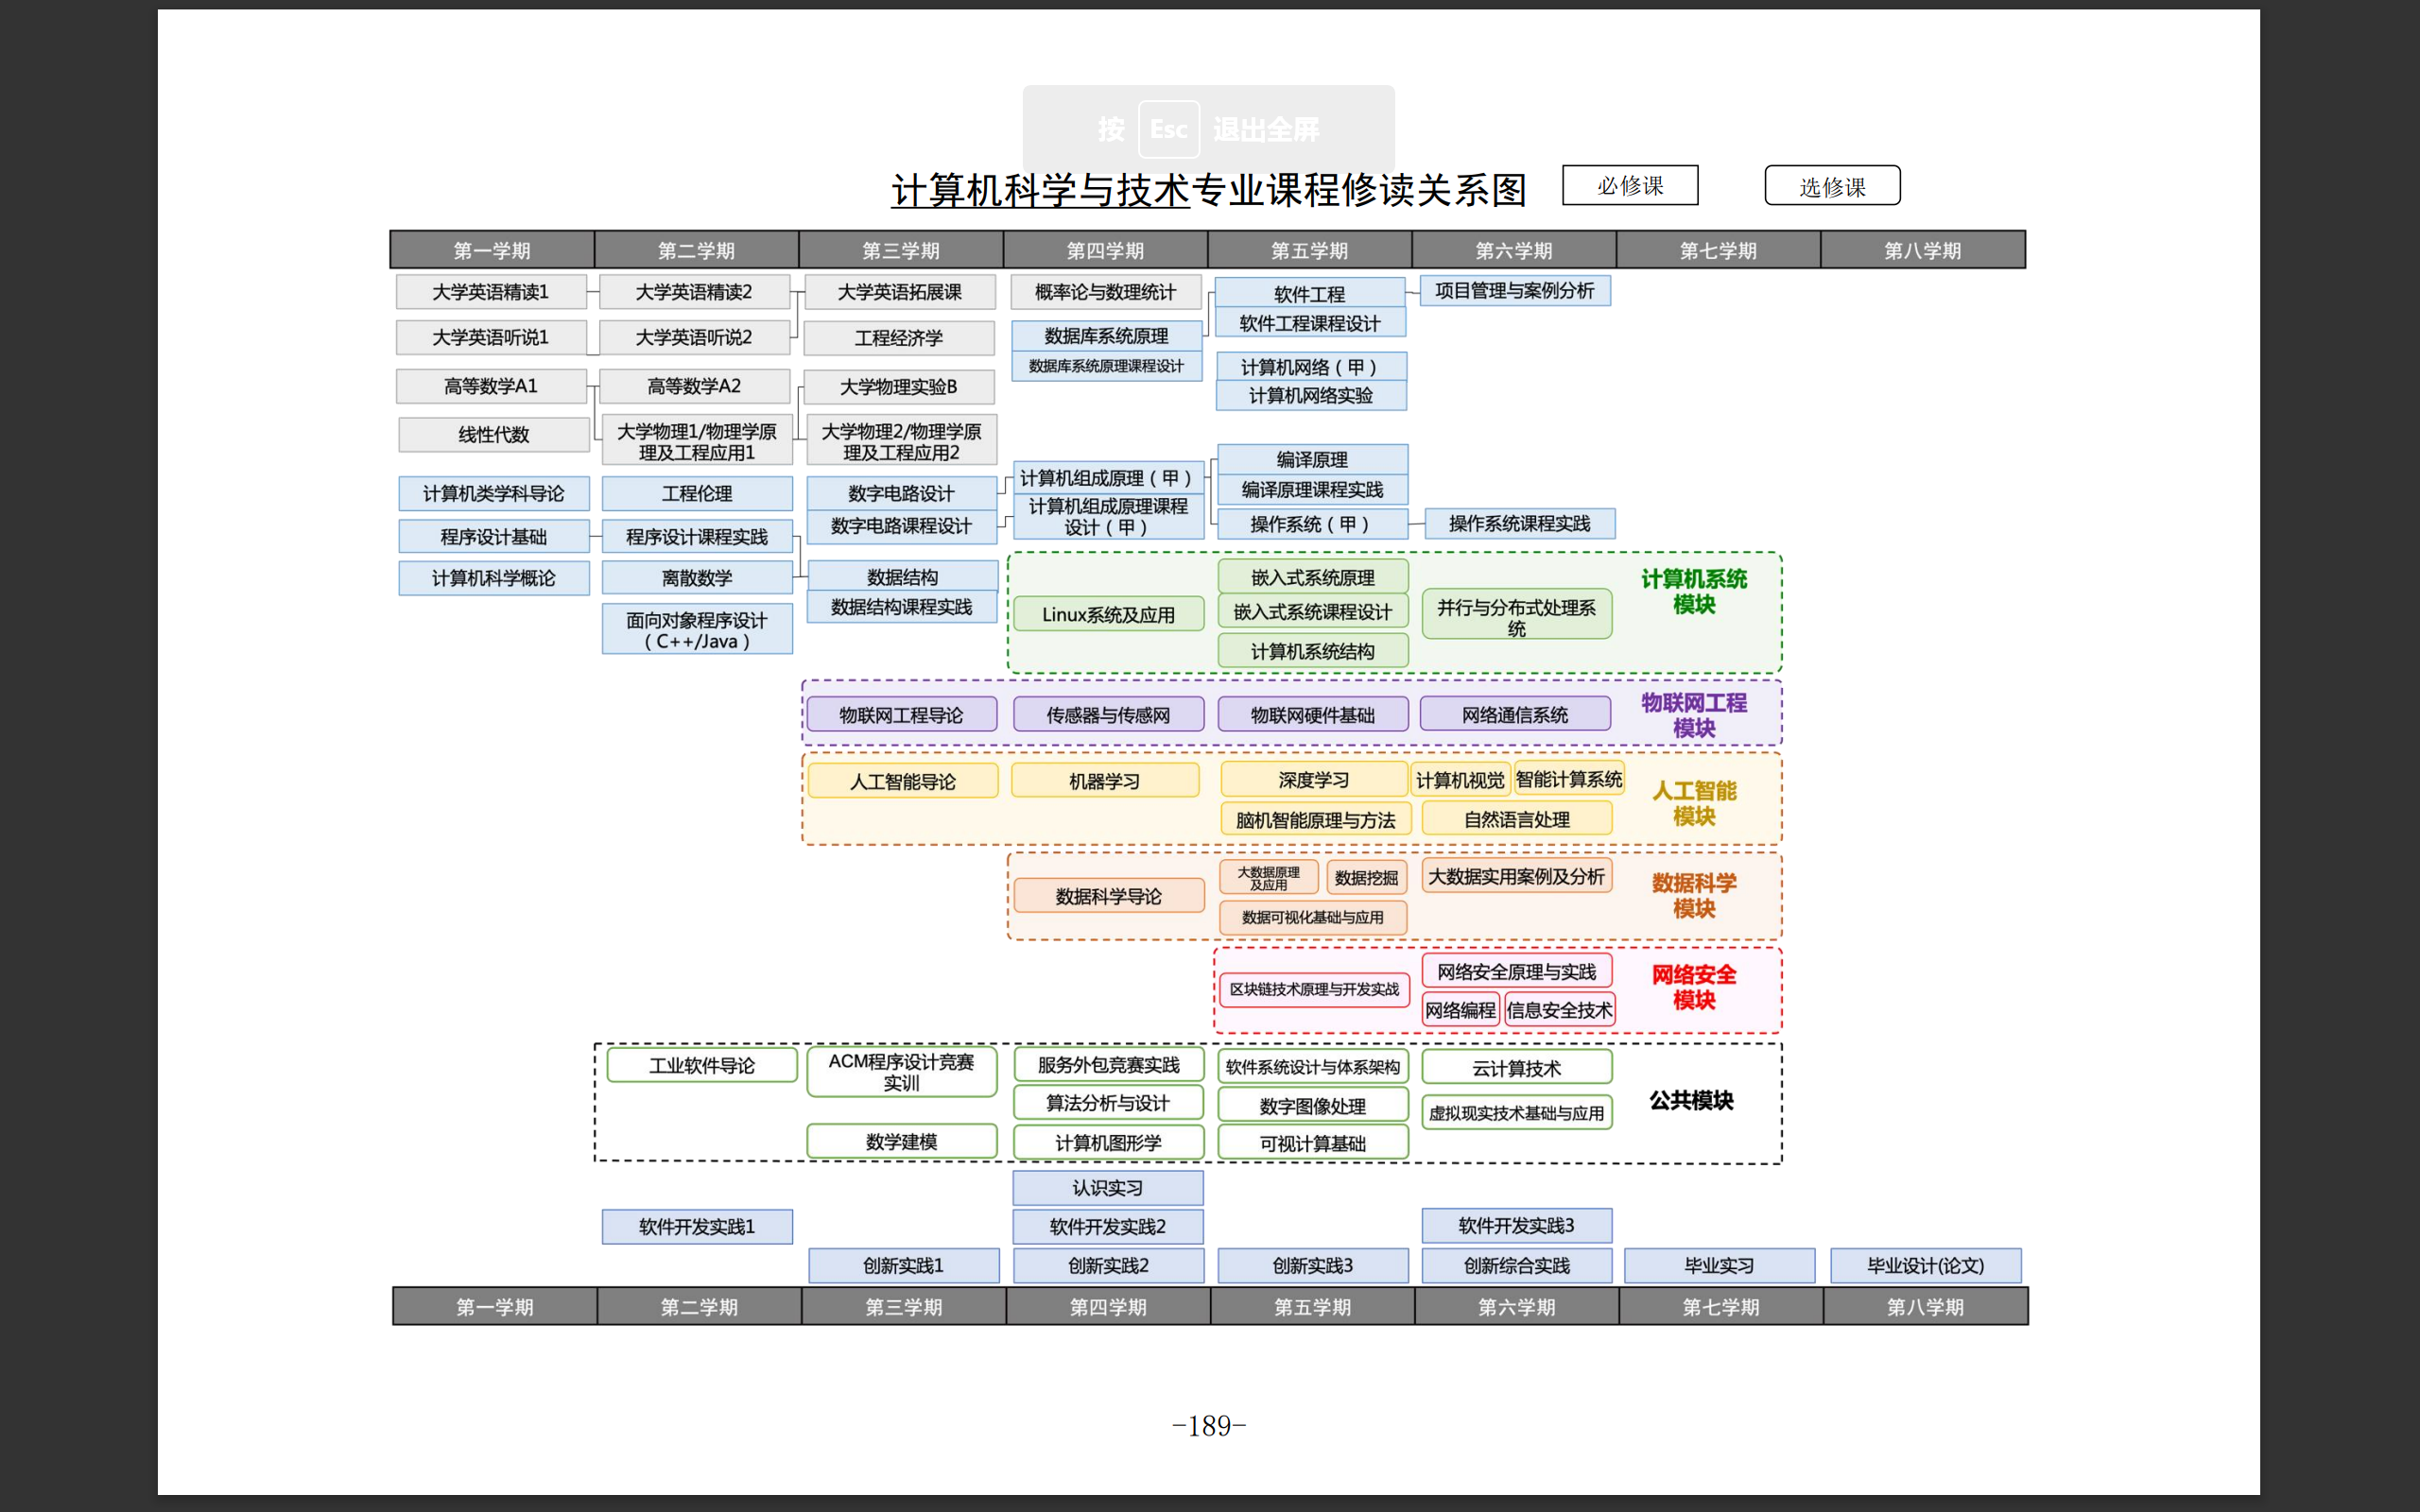 按 Esc 退出全屏
计算机科学与技术专业课程修读关系图
必修课
选修课
第一学期 第二学期 第三学期 第四学期 第五学期 第六学期 第七学期 第八学期
大学英语精读1
大学英语精读2
大学英语拓展课
概率论与数理统计
软件工程
项目管理与案例分析
软件工程课程设计
大学英语听说1
大学英语听说2
工程经济学
数据库系统原理
数据库系统原理课程设计
计算机网络（甲）
计算机网络实验
高等数学A1
高等数学A2
大学物理实验B
线性代数
大学物理1/物理学原
理及工程应用1
大学物理2/物理学原
理及工程应用2
计算机组成原理（甲）
计算机组成原理课程
设计（甲）
编译原理
编译原理课程实践
计算机类学科导论
工程伦理
数字电路设计
数字电路课程设计
操作系统（甲）
操作系统课程实践
程序设计基础
程序设计课程实践
计算机科学概论
离散数学
数据结构
数据结构课程实践
面向对象程序设计
（C++/Java）
Linux系统及应用
嵌入式系统原理
嵌入式系统课程设计
计算机系统结构
并行与分布式处理系
统
计算机系统
模块
物联网工程导论
传感器与传感网
物联网硬件基础
网络通信系统
物联网工程
模块
人工智能导论
机器学习
深度学习
计算机视觉
智能计算系统
脑机智能原理与方法
自然语言处理
人工智能
模块
数据科学导论
大数据原理
及应用
数据挖掘
大数据实用案例及分析
数据可视化基础与应用
数据科学
模块
区块链技术原理与开发实战
网络安全原理与实践
网络编程
信息安全技术
网络安全
模块
工业软件导论
ACM程序设计竞赛
实训
服务外包竞赛实践
软件系统设计与体系架构
云计算技术
算法分析与设计
数字图像处理
虚拟现实技术基础与应用
数学建模
计算机图形学
可视计算基础
公共模块
认识实习
软件开发实践1
软件开发实践2
软件开发实践3
创新实践1
创新实践2
创新实践3
创新综合实践
毕业实习
毕业设计(论文)
第一学期 第二学期 第三学期 第四学期 第五学期 第六学期 第七学期 第八学期
-189-